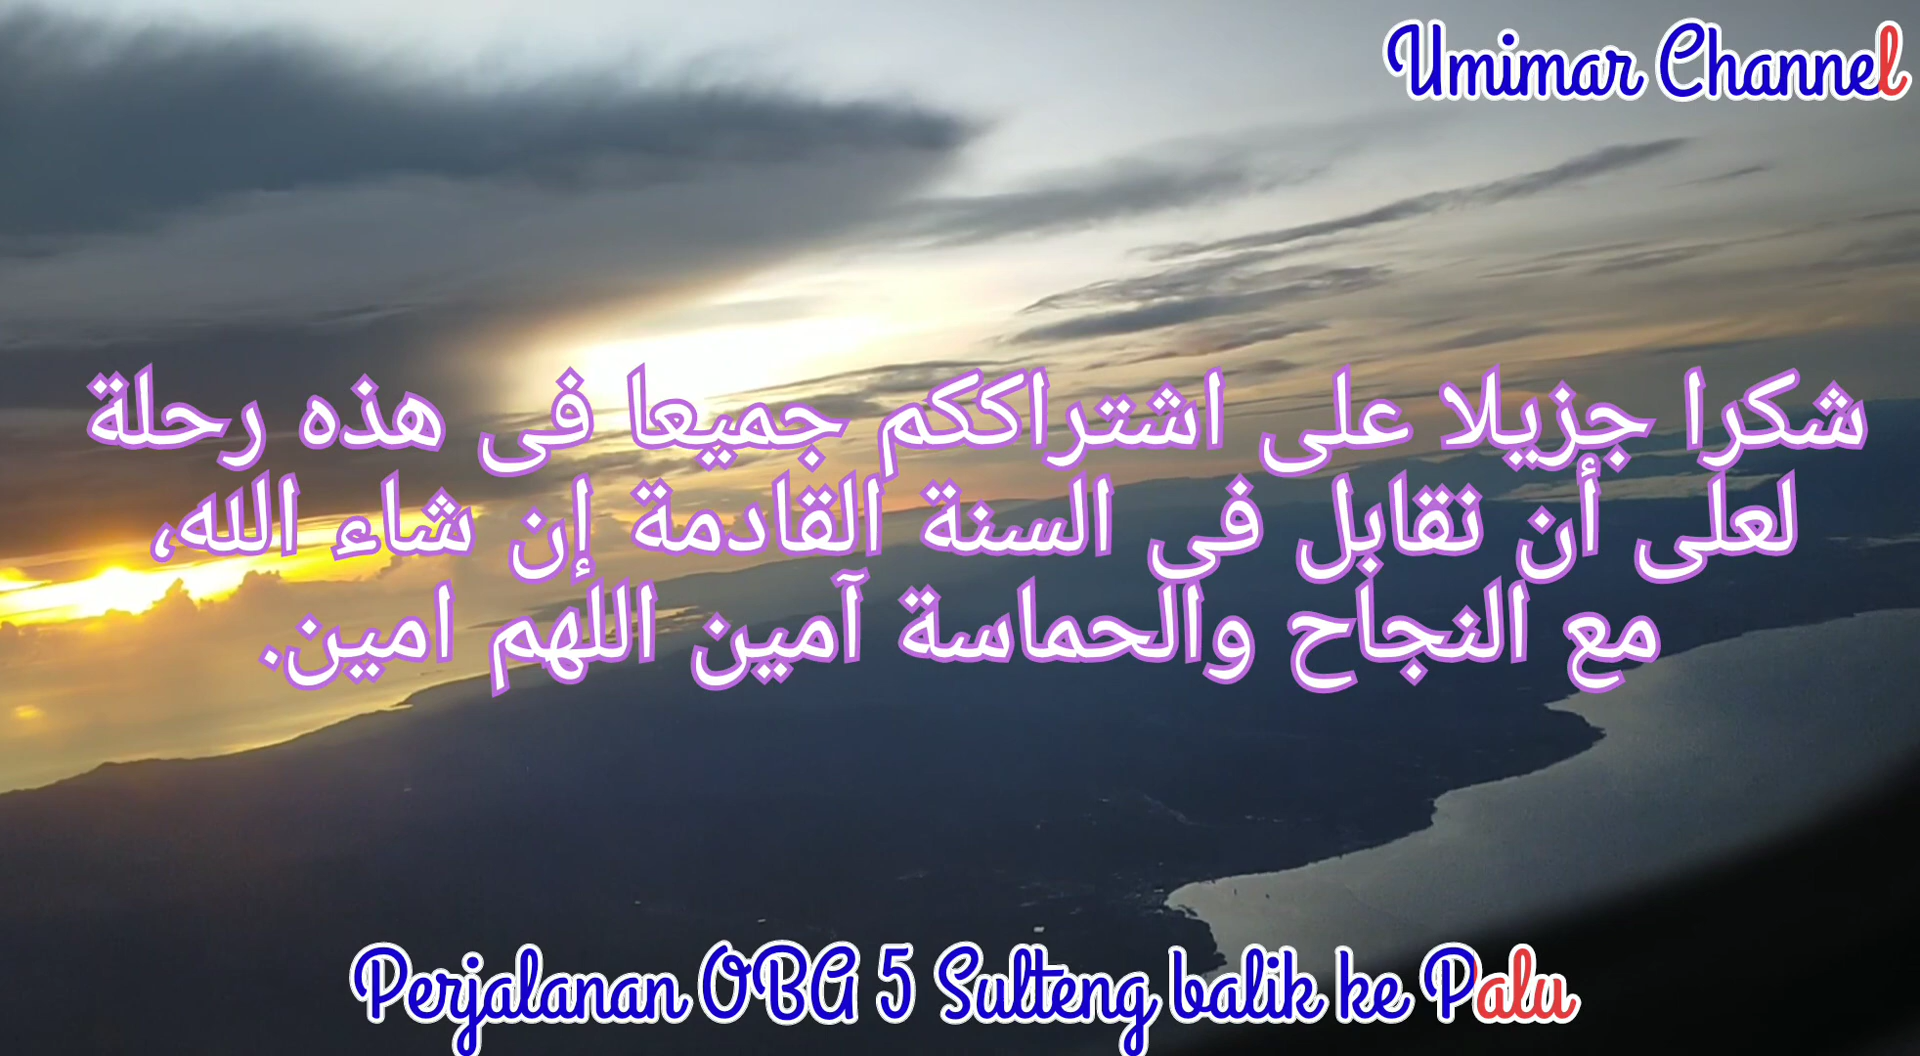 Umimar Channel
شكرا جزيلا على اشتراككم جميعا فى هذه رحلة
لعلى أن نقابل فى السنة القادمة إن شاء الله،
مع النجاح والحماسة آمين اللهم امين.
Perjalanan OBA 5 Sulteng balik ke Palu